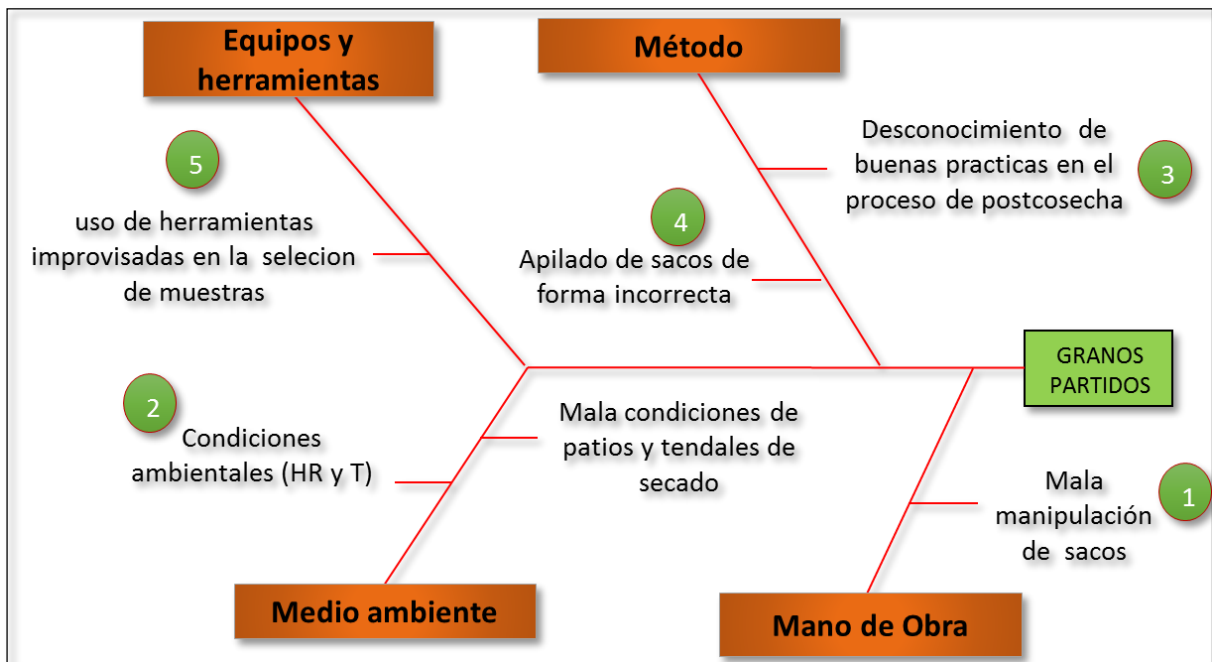 Equipos y
herramientas
Método
5
uso de herramientas
improvisadas en la selecion
de muestras
4
Apilado de sacos de
forma incorrecta
Desconocimiento de
buenas practicas en el
proceso de postcosecha
3
GRANOS
PARTIDOS
2
Condiciones
ambientales (HR y T)
Mala condiciones de
patios y tendales de
secado
Mala
manipulación
de sacos
1
Medio ambiente
Mano de Obra